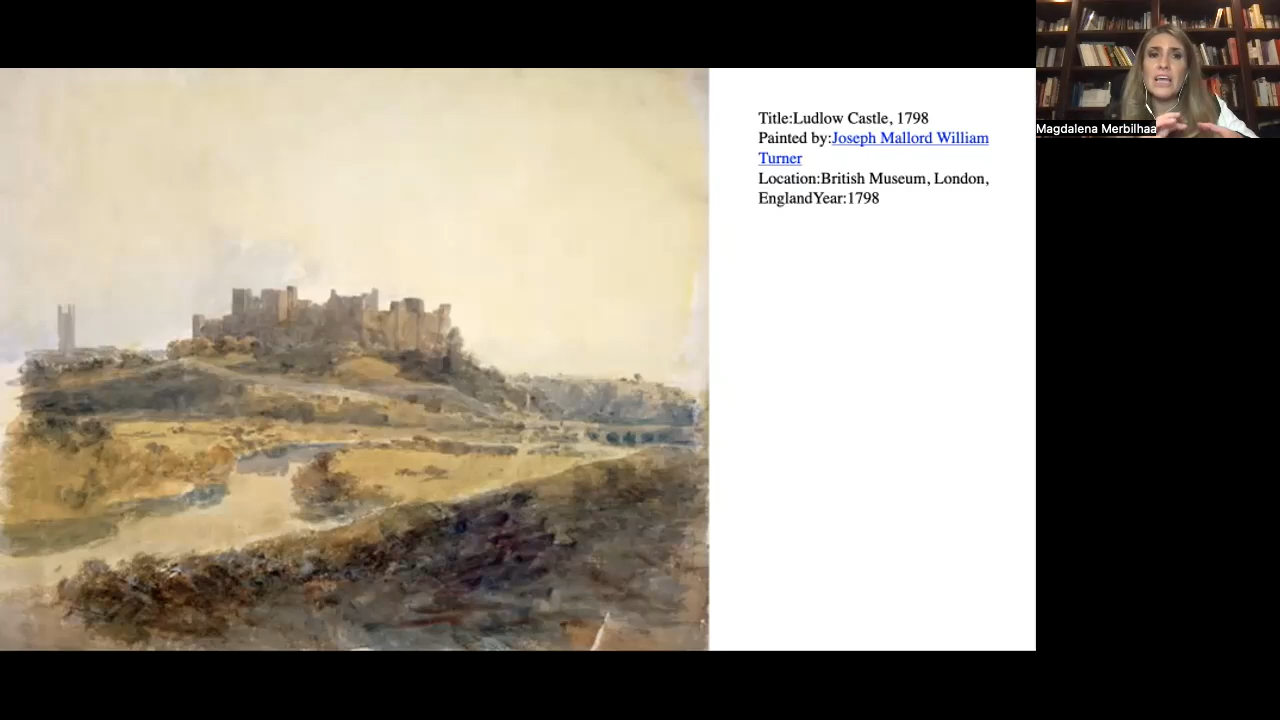 Title:Ludlow Castle, 1798
Painted by:Joseph Mallord William
Turner
Location:British Museum, London,
EnglandYear:1798
Magdalena Merbilhaa